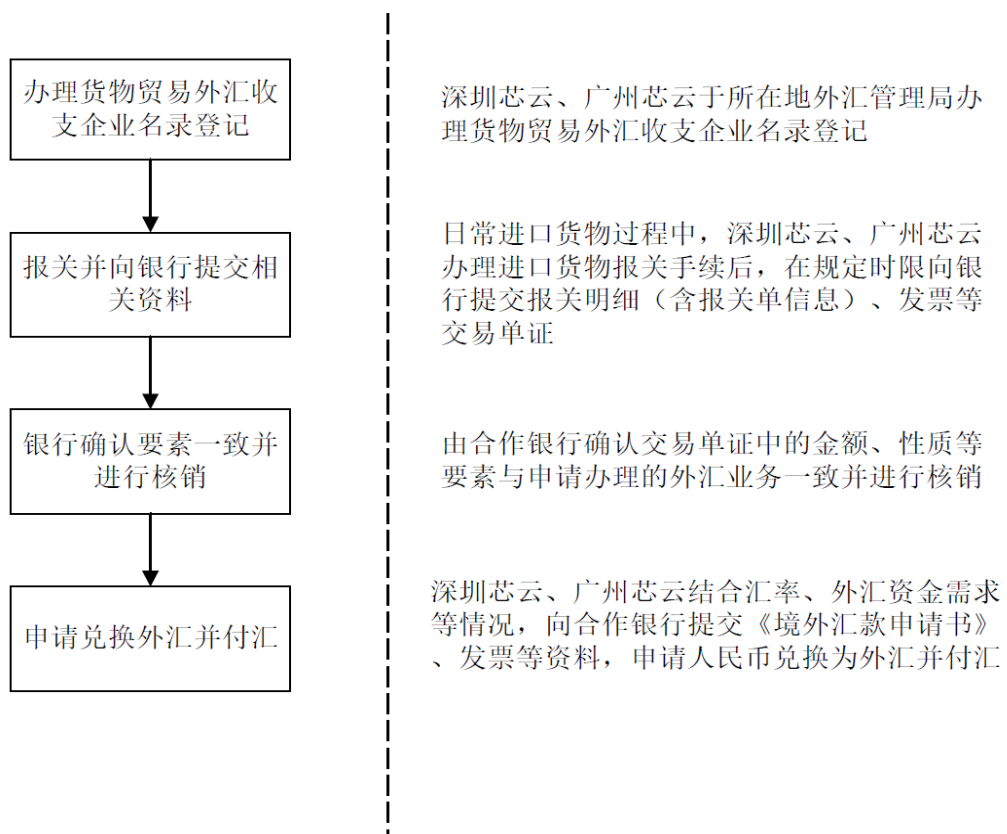 办理货物贸易外汇收
支企业名录登记
深圳芯云、广州芯云于所在地外汇管理局办
理货物贸易外汇收支企业名录登记
报关并向银行提交相
关资料
日常进口货物过程中，深圳芯云、广州芯云
办理进口货物报关手续后，在规定时限向银
行提交报关明细（含报关单信息）、发票等
交易单证
银行确认要素一致并
进行核销
由合作银行确认交易单证中的金额、性质等
要素与申请办理的外汇业务一致并进行核销
申请兑换外汇并付汇
深圳芯云、广州芯云结合汇率、外汇资金需求
等情况，向合作银行提交《境外汇款申请书》
、发票等资料，申请人民币兑换为外汇并付汇